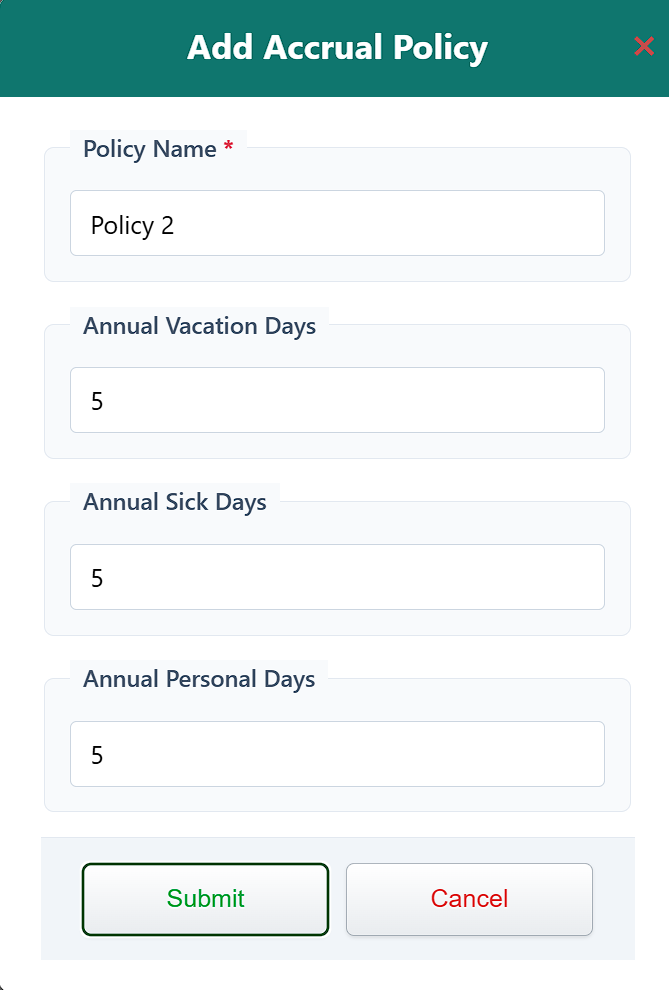 Add Accrual Policy
Policy Name *
Policy 2
Annual Vacation Days
5
Annual Sick Days
5
Annual Personal Days
5
Submit
Cancel